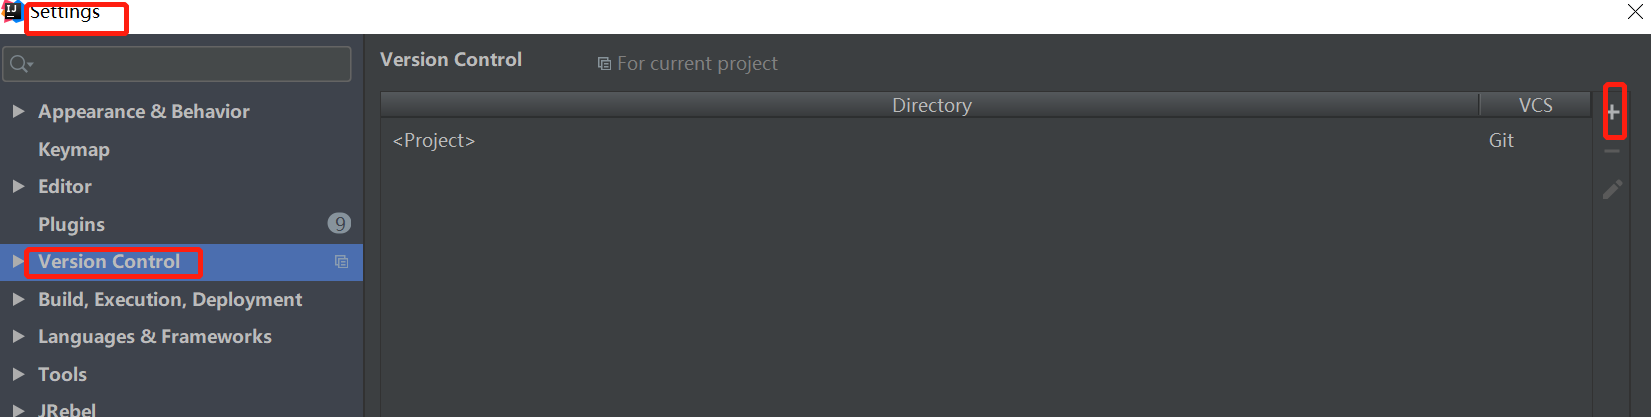 IJ Settings
Version Control For current project
Appearance & Behavior
Directory VCS
Keymap
<Project> Git
Editor
Plugins 9
Version Control
Build, Execution, Deployment
Languages & Frameworks
Tools
JRebel